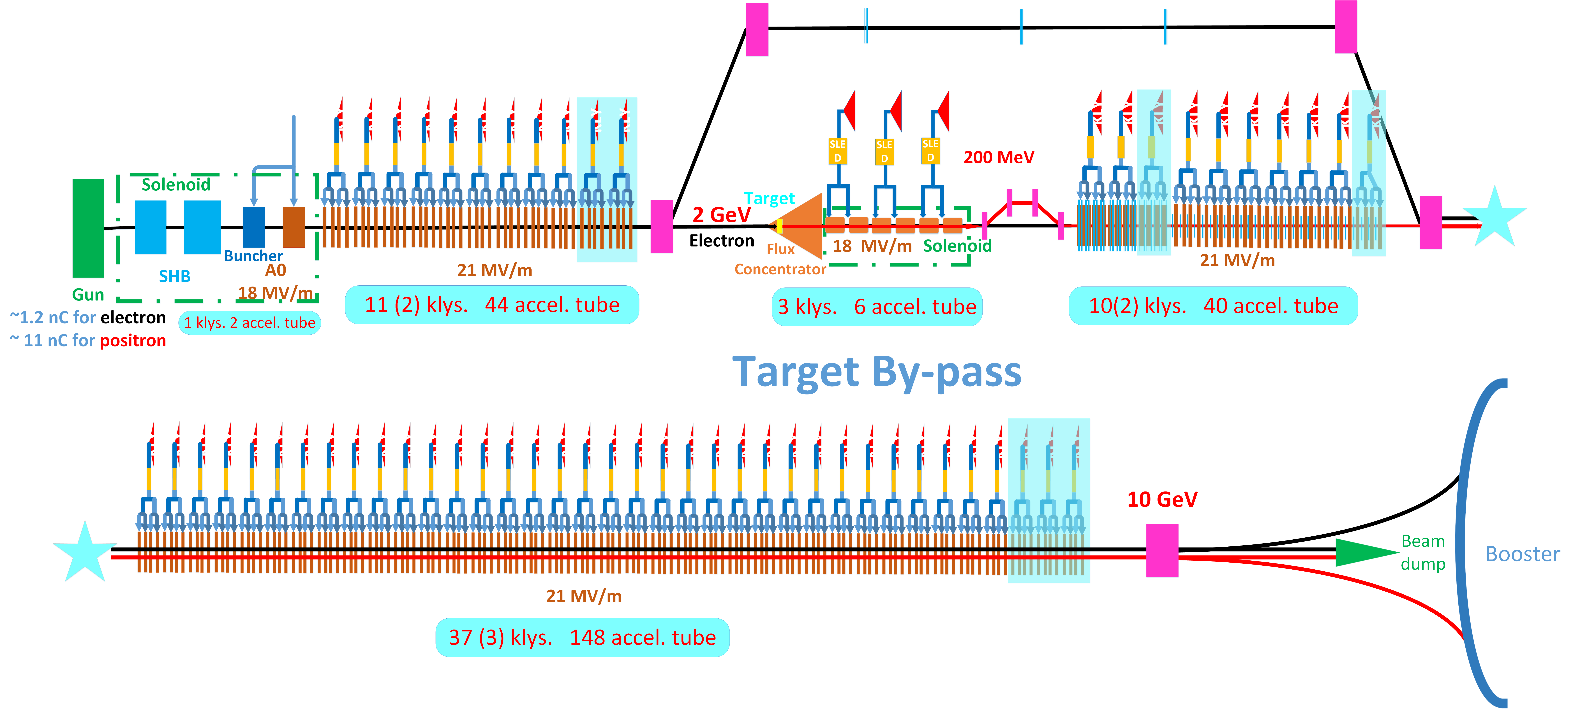 Solenoid
SHB
Buncher
A0
18 MV/m
Gun
~1.2 nC for electron
~ 11 nC for positron
1 klys. 2 accel. tube
21 MV/m
11 (2) klys.   44 accel. tube
2 GeV
Electron
Target
Flux
Concentrator
SLE
D
SLE
D
SLE
D
18   MV/m
Solenoid
3 klys.   6 accel. tube
200 MeV
21 MV/m
10(2) klys.   40 accel. tube
Target By-pass
21 MV/m
37 (3) klys.   148 accel. tube
10 GeV
Beam
dump
Booster